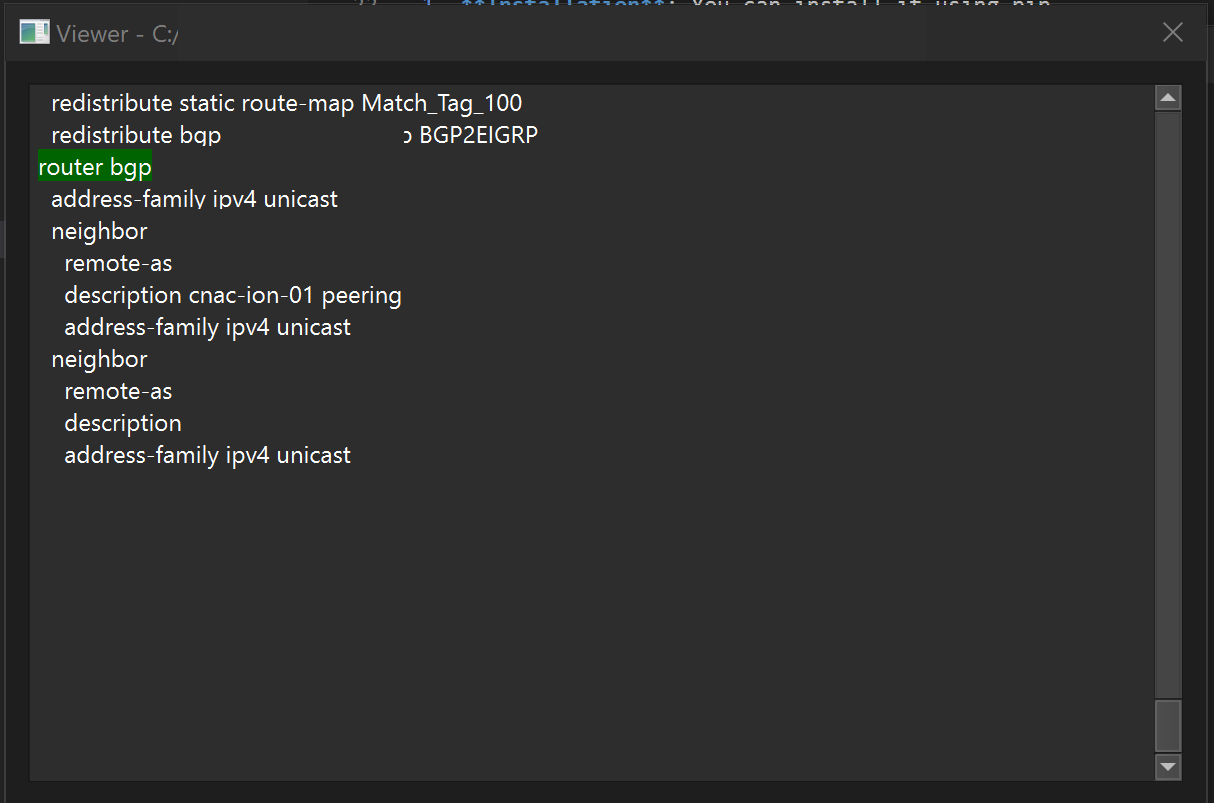 1. **Installation**: You can install it using pip
Viewer - C:/
redistribute static route-map Match_Tag_100
redistribute bgp BGP2EIGRP
router bgp
address-family ipv4 unicast
neighbor
remote-as
description cnac-ion-01 peering
address-family ipv4 unicast
neighbor
remote-as
description
address-family ipv4 unicast